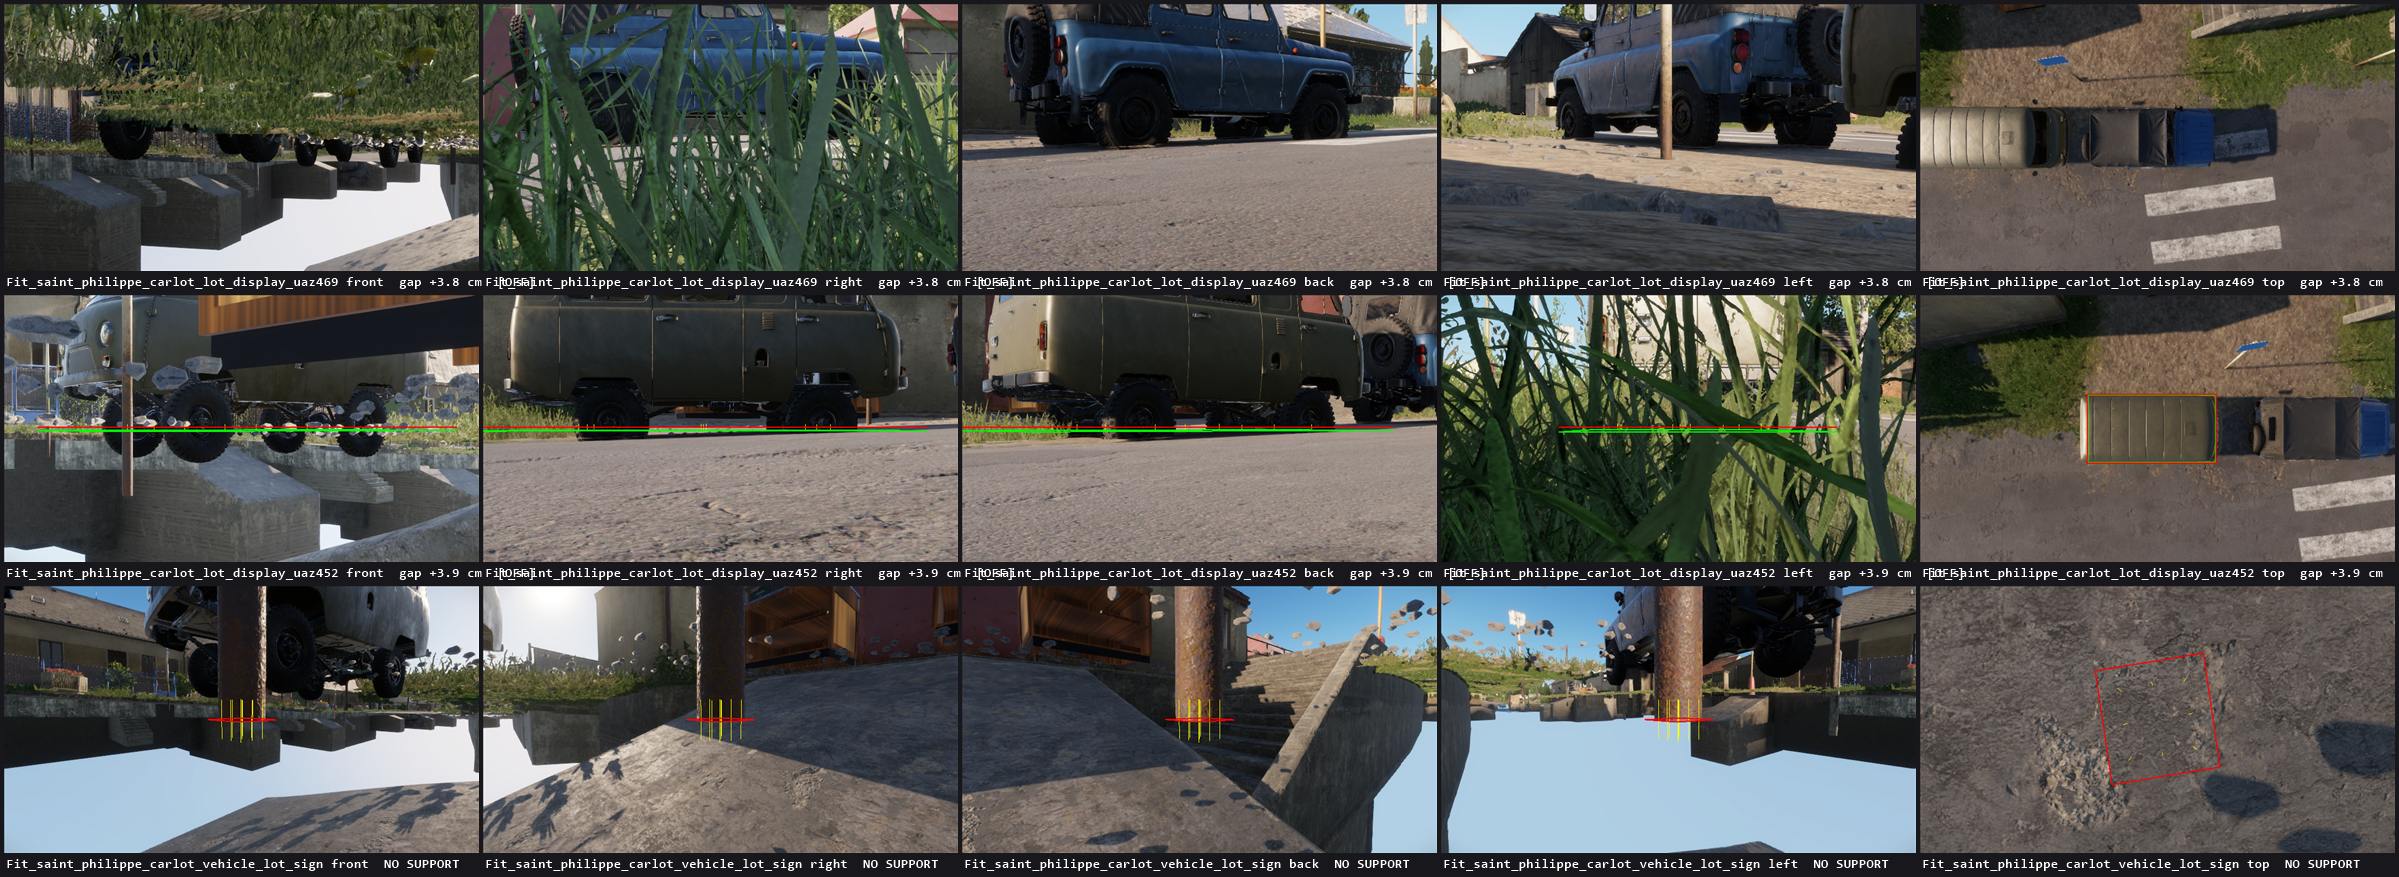 Fit_saint_philippe_carlot_lot_display_uaz469 front gap +3.8 cm
Fit_saint_philippe_carlot_lot_display_uaz469 right gap +3.8 cm
Fit_saint_philippe_carlot_lot_display_uaz469 back gap +3.8 cm
Fit_saint_philippe_carlot_lot_display_uaz469 left gap +3.8 cm
Fit_saint_philippe_carlot_lot_display_uaz469 top gap +3.8 cm
Fit_saint_philippe_carlot_lot_display_uaz452 front gap +3.9 cm
Fit_saint_philippe_carlot_lot_display_uaz452 right gap +3.9 cm
Fit_saint_philippe_carlot_lot_display_uaz452 back gap +3.9 cm
Fit_saint_philippe_carlot_lot_display_uaz452 left gap +3.9 cm
Fit_saint_philippe_carlot_lot_display_uaz452 top gap +3.9 cm
Fit_saint_philippe_carlot_vehicle_lot_sign front NO SUPPORT
Fit_saint_philippe_carlot_vehicle_lot_sign right NO SUPPORT
Fit_saint_philippe_carlot_vehicle_lot_sign back NO SUPPORT
Fit_saint_philippe_carlot_vehicle_lot_sign left NO SUPPORT
Fit_saint_philippe_carlot_vehicle_lot_sign top NO SUPPORT